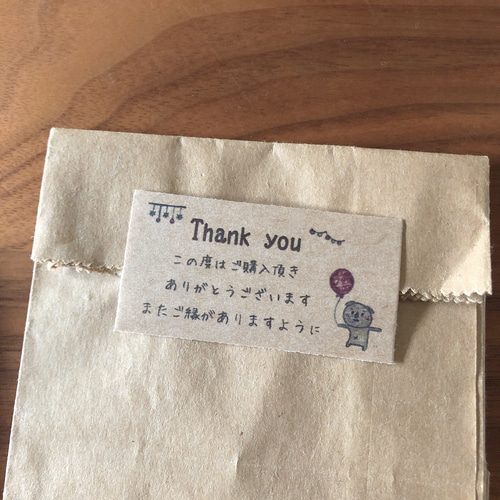 Thank you
この度はご購入頂き
ありがとうございます
またご縁がありますように